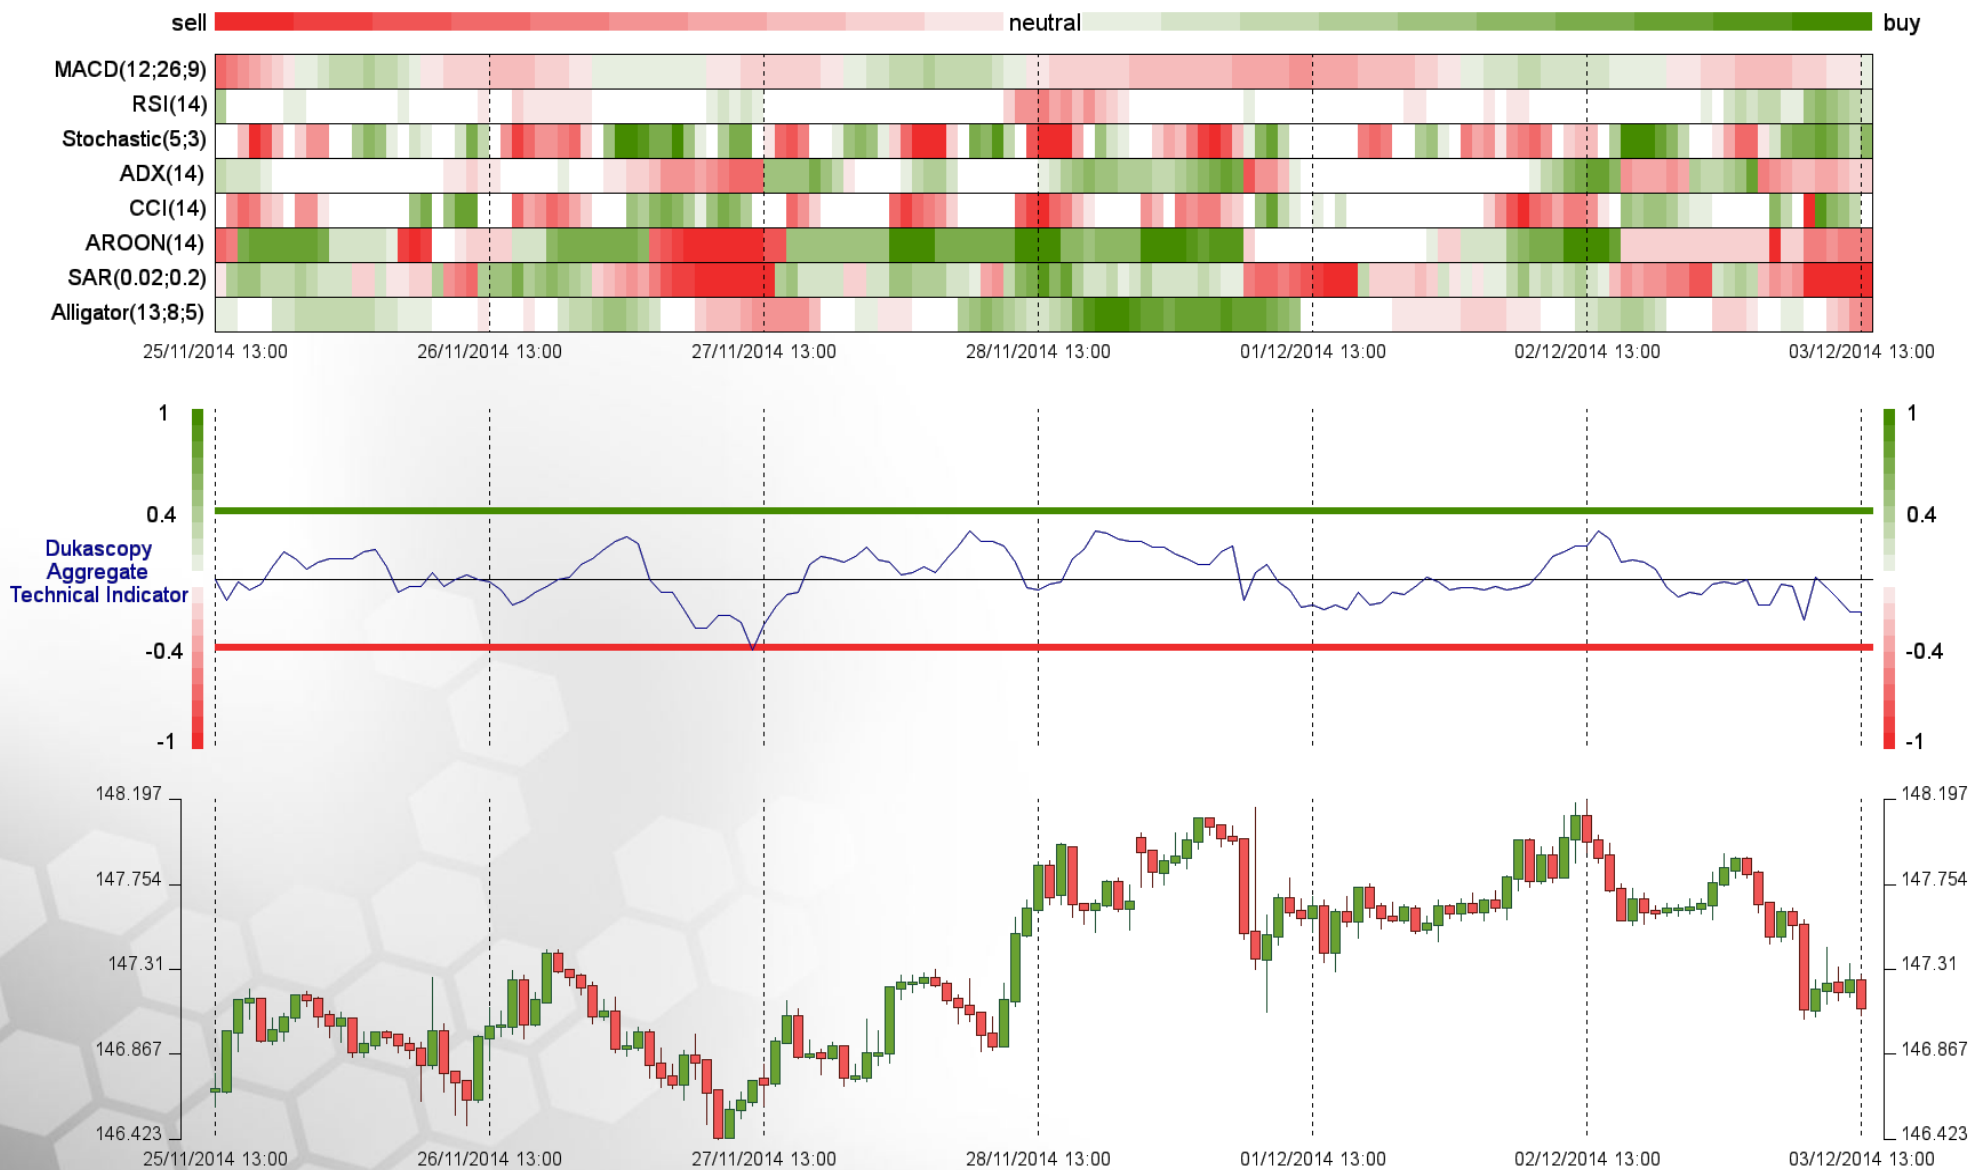 sell neutral buy
MACD(12;26;9)
RSI(14)
Stochastic(5;3)
ADX(14)
CCI(14)
AROON(14)
SAR(0.02;0.2)
Alligator(13;8;5)
25/11/2014 13:00 26/11/2014 13:00 27/11/2014 13:00 28/11/2014 13:00 01/12/2014 13:00 02/12/2014 13:00 03/12/2014 13:00
1 1
0.4 0.4
Dukascopy
Aggregate
Technical Indicator
-0.4 -0.4
-1 -1
148.197 148.197
147.754 147.754
147.31 147.31
146.867 146.867
146.423 146.423
25/11/2014 13:00 26/11/2014 13:00 27/11/2014 13:00 28/11/2014 13:00 01/12/2014 13:00 02/12/2014 13:00 03/12/2014 13:00